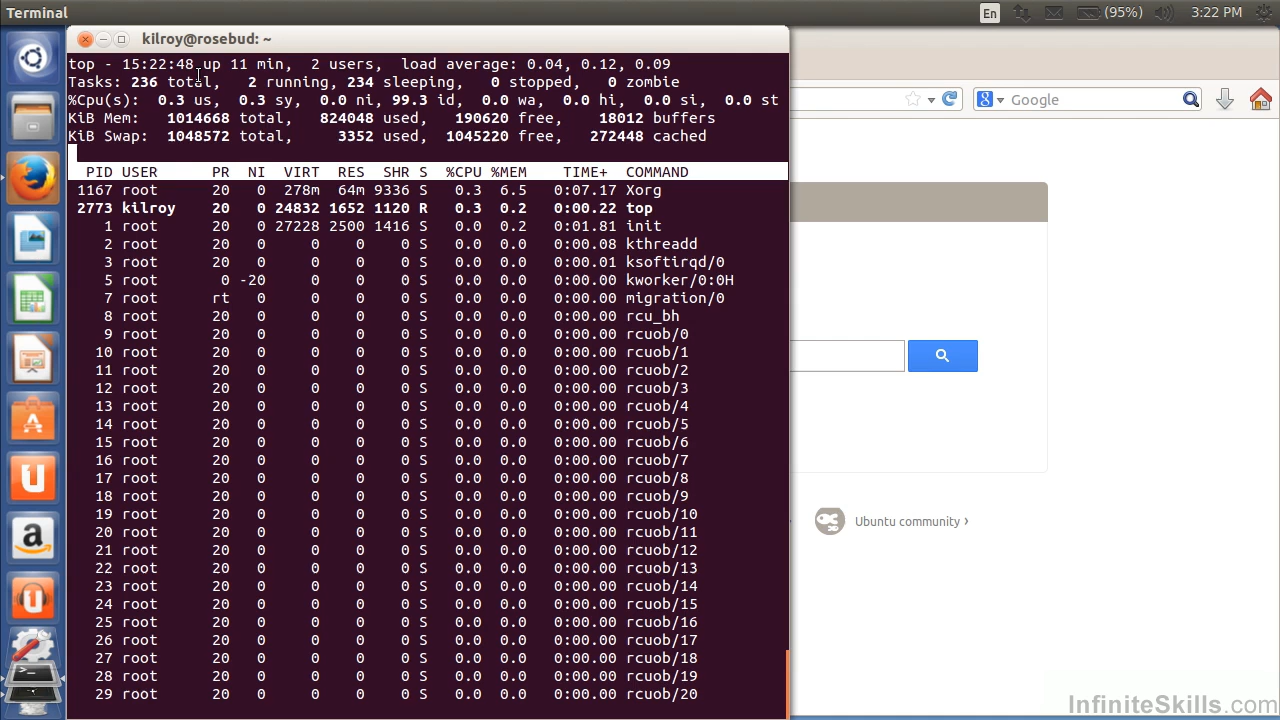 Terminal
En
(95%)
3:22 PM
kilroy@rosebud: ~
Google
top - 15:22:48 up 11 min,  2 users,  load average: 0.04, 0.12, 0.09
Tasks: 236 total,   2 running, 234 sleeping,   0 stopped,   0 zombie
%Cpu(s):  0.3 us,  0.3 sy,  0.0 ni, 99.3 id,  0.0 wa,  0.0 hi,  0.0 si,  0.0 st
KiB Mem:   1014668 total,   824048 used,   190620 free,    18012 buffers
KiB Swap:  1048572 total,     3352 used,  1045220 free,   272448 cached
PID USER      PR  NI  VIRT  RES  SHR S  %CPU %MEM    TIME+  COMMAND
1167 root      20   0  278m  64m 9336 S   0.3  6.5   0:07.17 Xorg
2773 kilroy    20   0 24832 1652 1120 R   0.3  0.2   0:00.22 top
1 root      20   0 27228 2500 1416 S   0.0  0.2   0:01.81 init
2 root      20   0     0    0    0 S   0.0  0.0   0:00.08 kthreadd
3 root      20   0     0    0    0 S   0.0  0.0   0:00.01 ksoftirqd/0
5 root       0 -20     0    0    0 S   0.0  0.0   0:00.00 kworker/0:0H
7 root      rt   0     0    0    0 S   0.0  0.0   0:00.00 migration/0
8 root      20   0     0    0    0 S   0.0  0.0   0:00.00 rcu_bh
9 root      20   0     0    0    0 S   0.0  0.0   0:00.00 rcuob/0
10 root      20   0     0    0    0 S   0.0  0.0   0:00.00 rcuob/1
11 root      20   0     0    0    0 S   0.0  0.0   0:00.00 rcuob/2
12 root      20   0     0    0    0 S   0.0  0.0   0:00.00 rcuob/3
13 root      20   0     0    0    0 S   0.0  0.0   0:00.00 rcuob/4
14 root      20   0     0    0    0 S   0.0  0.0   0:00.00 rcuob/5
15 root      20   0     0    0    0 S   0.0  0.0   0:00.00 rcuob/6
16 root      20   0     0    0    0 S   0.0  0.0   0:00.00 rcuob/7
17 root      20   0     0    0    0 S   0.0  0.0   0:00.00 rcuob/8
18 root      20   0     0    0    0 S   0.0  0.0   0:00.00 rcuob/9
19 root      20   0     0    0    0 S   0.0  0.0   0:00.00 rcuob/10
20 root      20   0     0    0    0 S   0.0  0.0   0:00.00 rcuob/11
21 root      20   0     0    0    0 S   0.0  0.0   0:00.00 rcuob/12
22 root      20   0     0    0    0 S   0.0  0.0   0:00.00 rcuob/13
23 root      20   0     0    0    0 S   0.0  0.0   0:00.00 rcuob/14
24 root      20   0     0    0    0 S   0.0  0.0   0:00.00 rcuob/15
25 root      20   0     0    0    0 S   0.0  0.0   0:00.00 rcuob/16
26 root      20   0     0    0    0 S   0.0  0.0   0:00.00 rcuob/17
27 root      20   0     0    0    0 S   0.0  0.0   0:00.00 rcuob/18
28 root      20   0     0    0    0 S   0.0  0.0   0:00.00 rcuob/19
29 root      20   0     0    0    0 S   0.0  0.0   0:00.00 rcuob/20
Ubuntu community ›
InfiniteSkills.com